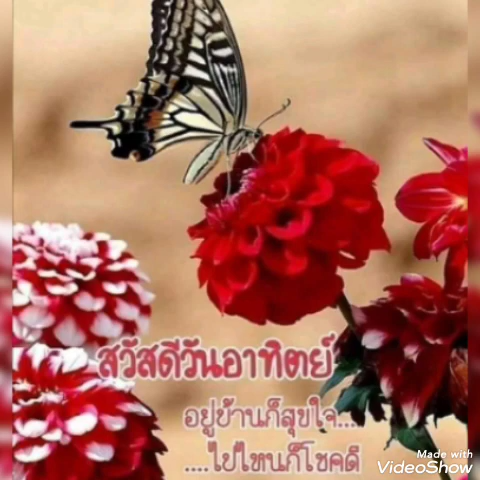 สวัสดีวันอาทิตย์
อยู่บ้านก็สุขใจ....
....ไปไหนก็โชคดี
Made with
VideoShow